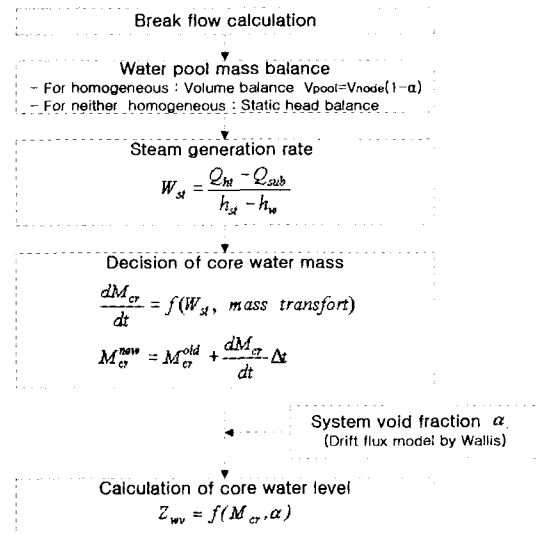 Break flow calculation
Water pool mass balance
- For homogeneous : Volume balance Vpool=Vnode(1-α)
- For neither homogeneous : Static head balance
Steam generation rate
W_st = (Q_ht - Q_sub) / (h_st - h_w)
Decision of core water mass
dM_cr/dt = f(W_st, mass transfort)
M_cr^new = M_cr^old + dM_cr/dt Δt
System void fraction α
(Drift flux model by Wallis)
Calculation of core water level
Z_wv = f(M_cr, α)